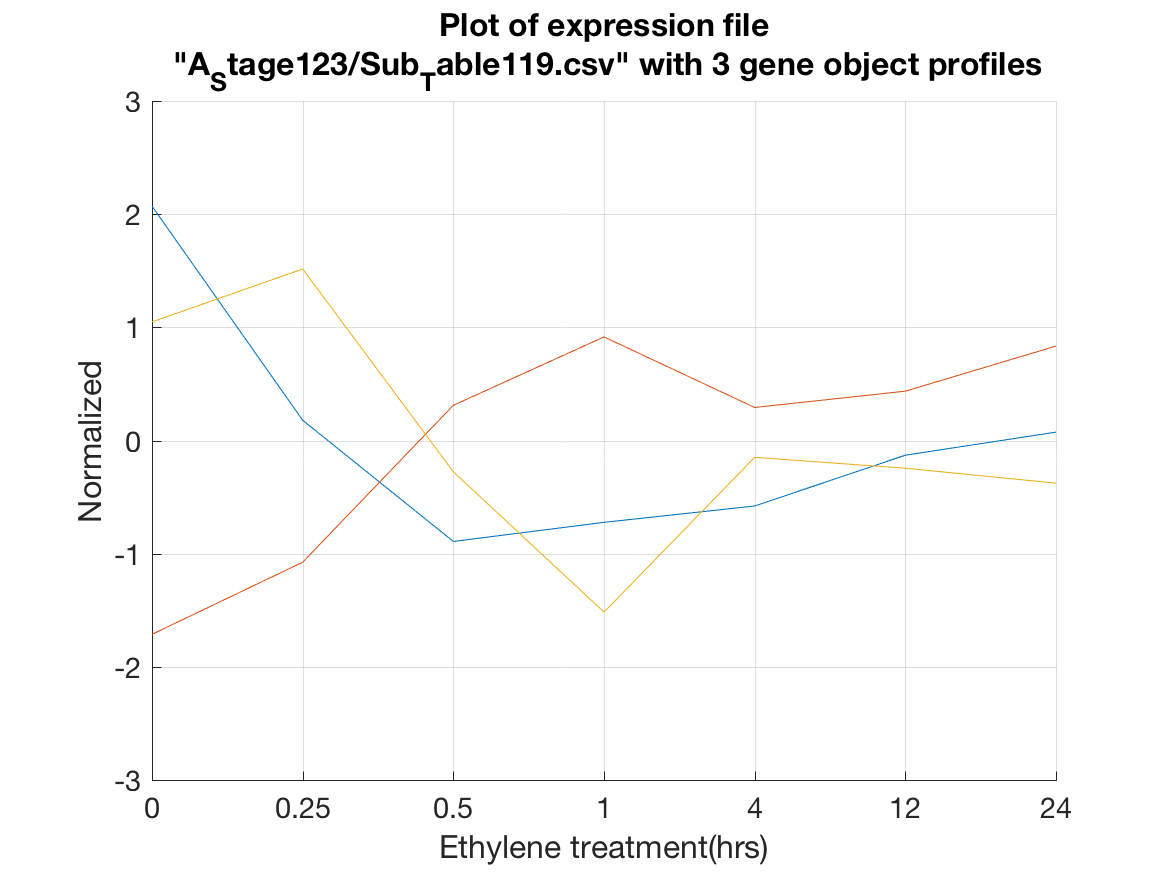 Plot of expression file
"A_Stage123/Sub_Table119.csv" with 3 gene object profiles
3
2
1
0
-1
-2
-3
Normalized
0 0.25 0.5 1 4 12 24
Ethylene treatment(hrs)